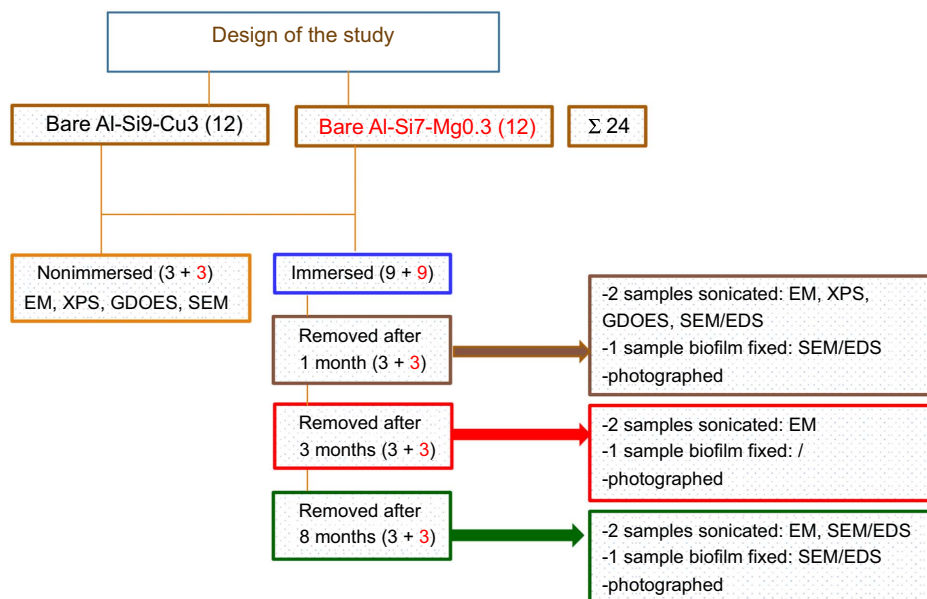 Design of the study
Bare Al-Si9-Cu3 (12)
Bare Al-Si7-Mg0.3 (12)
Σ 24
Nonimmersed (3 + 3)
EM, XPS, GDOES, SEM
Immersed (9 + 9)
Removed after
1 month (3 + 3)
-2 samples sonicated: EM, XPS,
GDOES, SEM/EDS
-1 sample biofilm fixed: SEM/EDS
-photographed
Removed after
3 months (3 + 3)
-2 samples sonicated: EM
-1 sample biofilm fixed: /
-photographed
Removed after
8 months (3 + 3)
-2 samples sonicated: EM, SEM/EDS
-1 sample biofilm fixed: SEM/EDS
-photographed